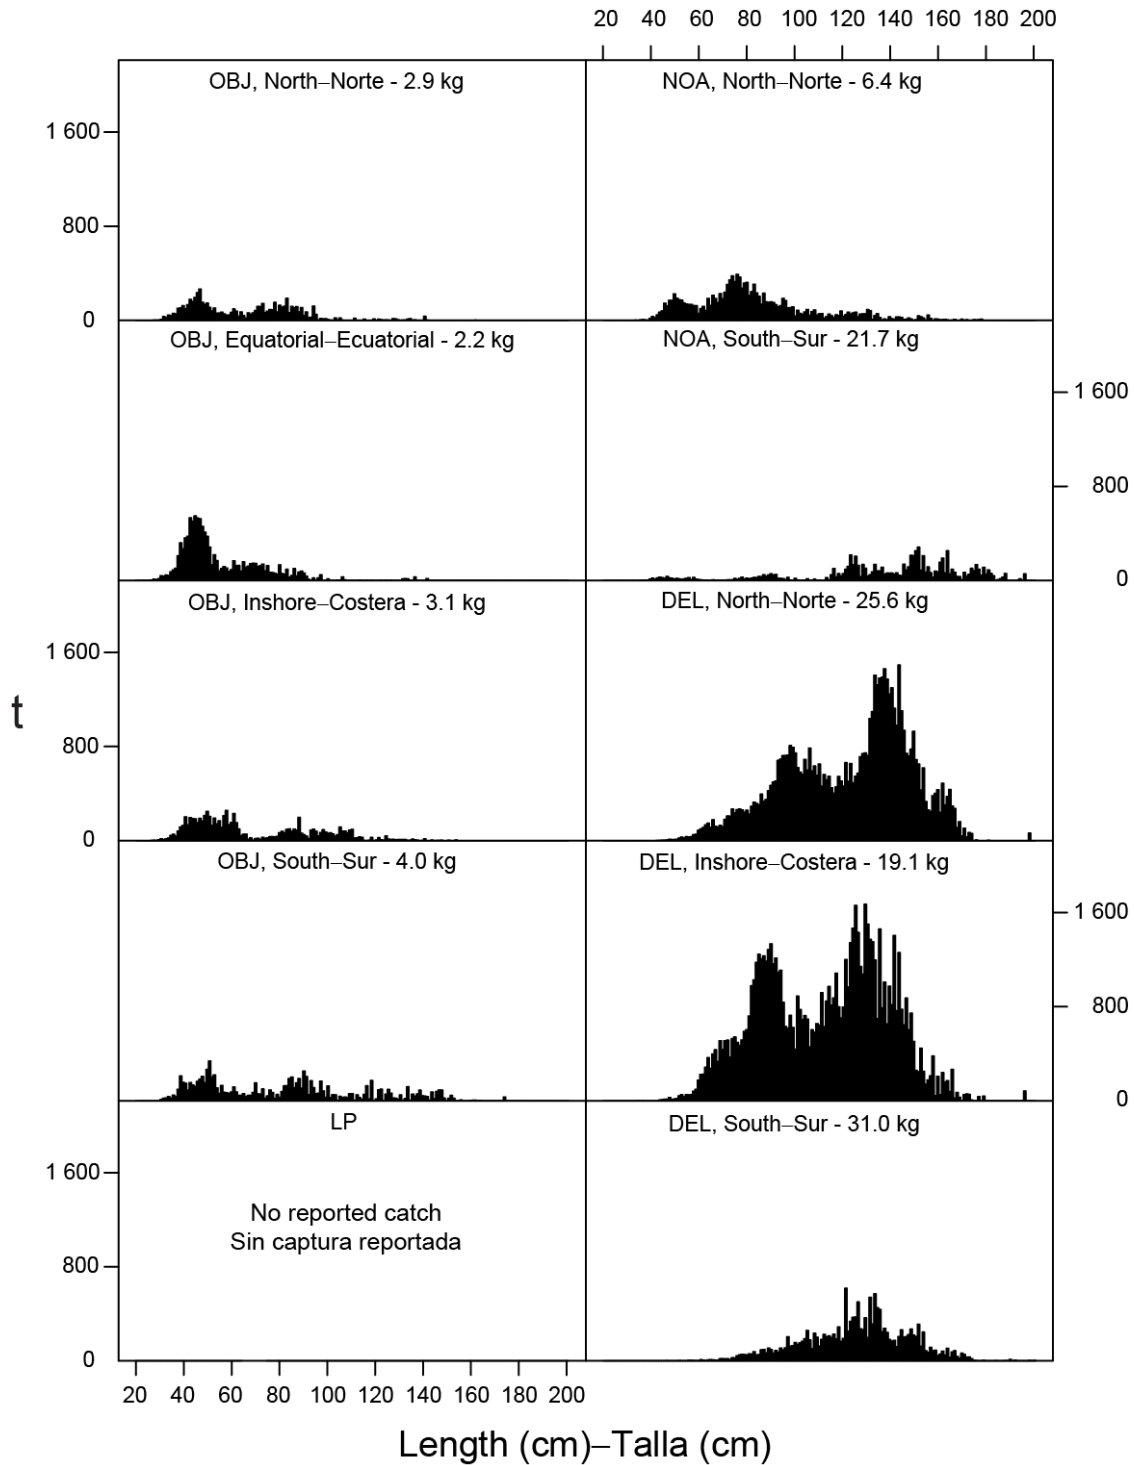 20 40 60 80 100 120 140 160 180 200
OBJ, North–Norte - 2.9 kg
NOA, North–Norte - 6.4 kg
1 600
800
0
OBJ, Equatorial–Ecuatorial - 2.2 kg
NOA, South–Sur - 21.7 kg
1 600
800
0
OBJ, Inshore–Costera - 3.1 kg
DEL, North–Norte - 25.6 kg
1 600
t
800
0
OBJ, South–Sur - 4.0 kg
DEL, Inshore–Costera - 19.1 kg
1 600
800
0
LP
DEL, South–Sur - 31.0 kg
1 600
No reported catch
Sin captura reportada
800
0
20 40 60 80 100 120 140 160 180 200
Length (cm)–Talla (cm)